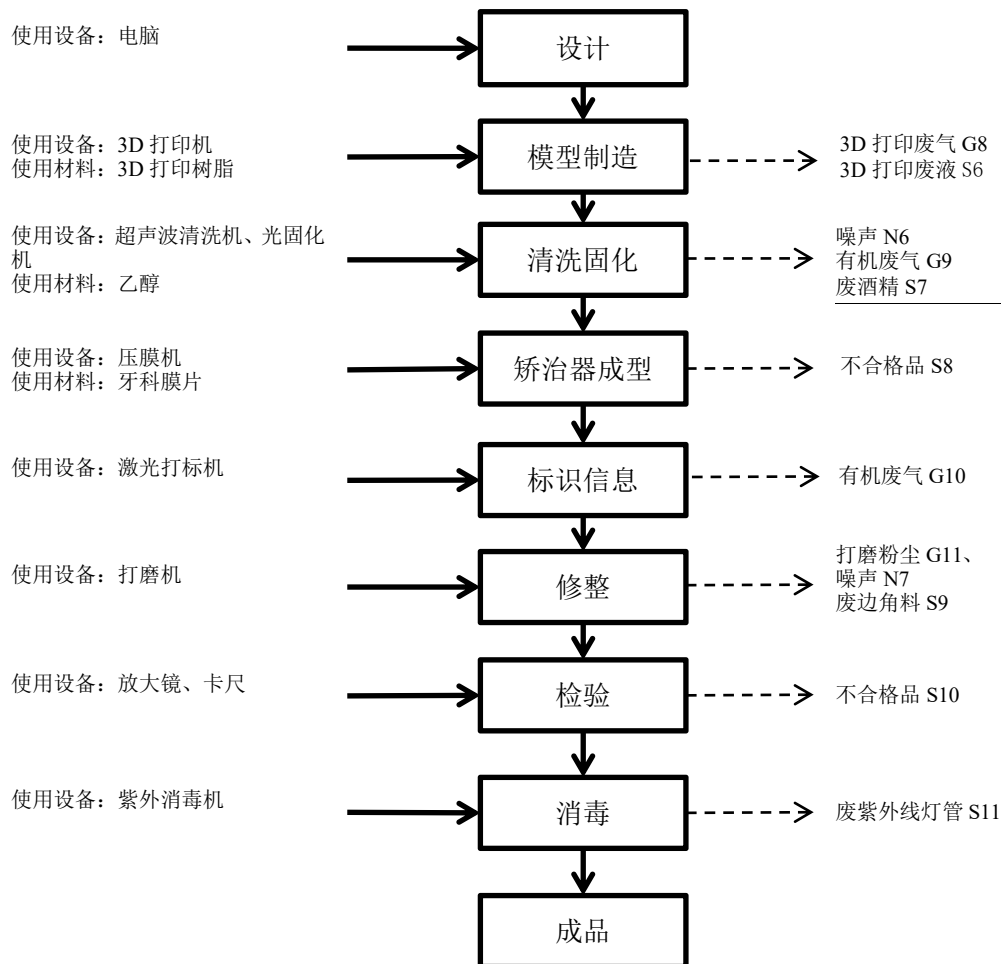 使用设备：电脑
设计
使用设备：3D 打印机
使用材料：3D 打印树脂
模型制造
3D 打印废气 G8
3D 打印废液 S6
使用设备：超声波清洗机、光固化
机
使用材料：乙醇
清洗固化
噪声 N6
有机废气 G9
废酒精 S7
使用设备：压膜机
使用材料：牙科膜片
矫治器成型
不合格品 S8
使用设备：激光打标机
标识信息
有机废气 G10
使用设备：打磨机
修整
打磨粉尘 G11、
噪声 N7
废边角料 S9
使用设备：放大镜、卡尺
检验
不合格品 S10
使用设备：紫外消毒机
消毒
废紫外线灯管 S11
成品